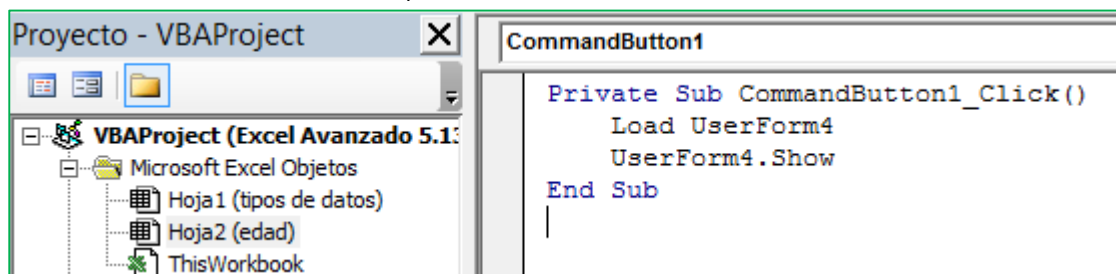 Proyecto - VBAProject
VBAProject (Excel Avanzado 5.13
Microsoft Excel Objetos
Hoja1 (tipos de datos)
Hoja2 (edad)
ThisWorkbook
CommandButton1
Private Sub CommandButton1_Click()
Load UserForm4
UserForm4.Show
End Sub